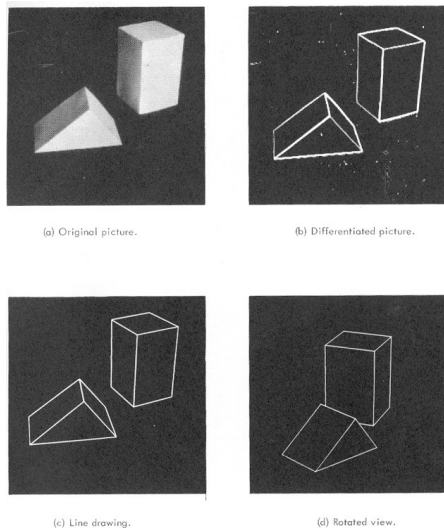 (a) Original picture.
(b) Differentiated picture.
(c) Line drawing.
(d) Rotated view.